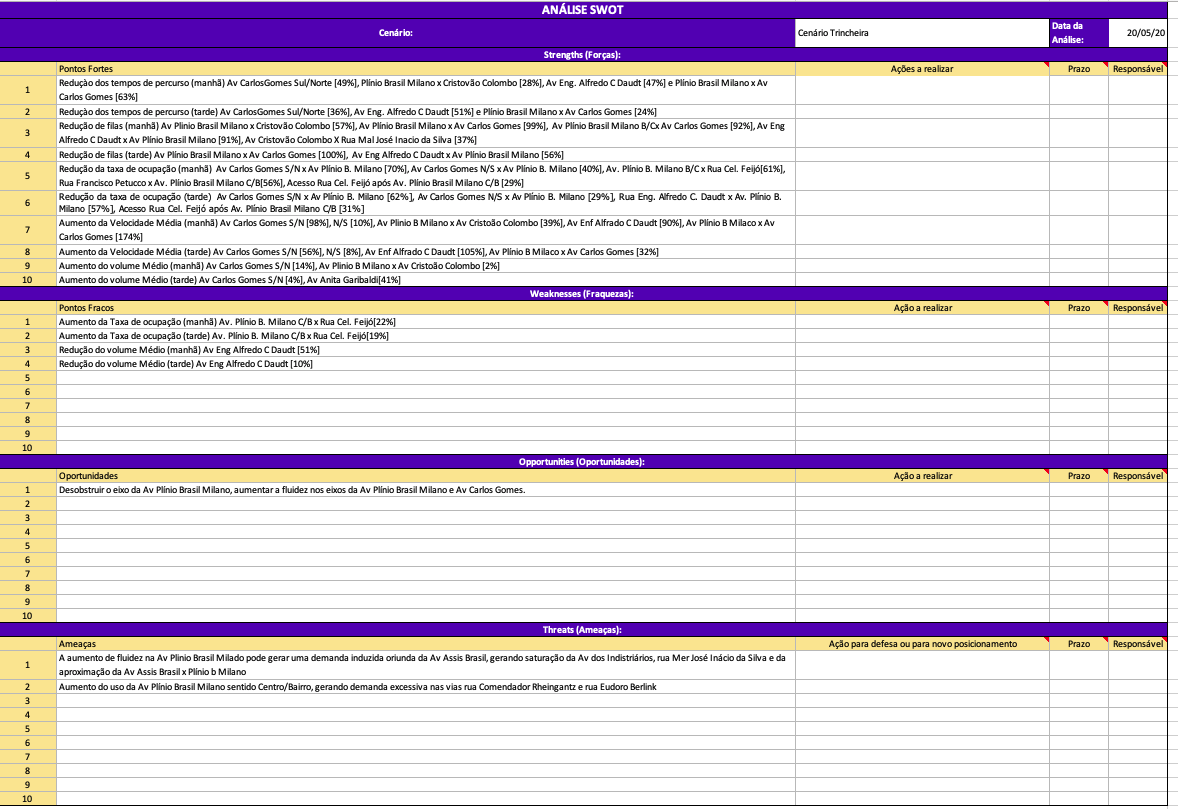 ANÁLISE SWOT
Cenário: Cenário Trincheira Data da Análise: 20/05/20
Strengths (Forças):
Pontos Fortes Ações a realizar Prazo Responsável
1 Redução dos tempos de percurso (manhã) Av CarlosGomes Sul/Norte [49%], Plínio Brasil Milano x Cristovão Colombo [28%], Av Eng. Alfredo C Daudt [47%] e Plínio Brasil Milano x Av
Carlos Gomes [63%]
2 Redução dos tempos de percurso (tarde) Av CarlosGomes Sul/Norte [36%], Av Eng. Alfredo C Daudt [51%] e Plínio Brasil Milano x Av Carlos Gomes [24%]
3 Redução de filas (manhã) Av Plinio Brasil Milano x Cristovão Colombo [57%], Av Plínio Brasil Milano x Av Carlos Gomes [99%], Av Plínio Brasil Milano B/Cx Av Carlos Gomes [92%], Av Eng
Alfredo C Daudt x Av Plínio Brasil Milano [91%], Av Cristovão Colombo X Rua Mal José Inacio da Silva [37%]
4 Redução de filas (tarde) Av Plínio Brasil Milano x Av Carlos Gomes [100%], Av Eng Alfredo C Daudt x Av Plínio Brasil Milano [56%]
5 Redução da taxa de ocupação (manhã) Av Carlos Gomes S/N x Av Plínio B. Milano [70%], Av Carlos Gomes N/S x Av Plínio B. Milano [40%], Av. Plínio B. Milano B/C x Rua Cel. Feijó[61%],
Rua Francisco Petucco x Av. Plínio Brasil Milano C/B[56%], Acesso Rua Cel. Feijó após Av. Plínio Brasil Milano C/B [29%]
6 Redução da taxa de ocupação (tarde) Av Carlos Gomes S/N x Av Plínio B. Milano [62%], Av Carlos Gomes N/S x Av Plínio B. Milano [29%], Rua Eng. Alfredo C. Daudt x Av. Plínio B.
Milano [57%], Acesso Rua Cel. Feijó após Av. Plínio Brasil Milano C/B [31%]
7 Aumento da Velocidade Média (manhã) Av Carlos Gomes S/N [98%], N/S [10%], Av Plinio B Milano x Av Cristoão Colombo [39%], Av Enf Alfrado C Daudt [90%], Av Plínio B Milaco x Av
Carlos Gomes [174%]
8 Aumento da Velocidade Média (tarde) Av Carlos Gomes S/N [56%], N/S [8%], Av Enf Alfrado C Daudt [105%], Av Plínio B Milaco x Av Carlos Gomes [32%]
9 Aumento do volume Médio (manhã) Av Carlos Gomes S/N [14%], Av Plinio B Milano x Av Cristoão Colombo [2%]
10 Aumento do volume Médio (tarde) Av Carlos Gomes S/N [4%], Av Anita Garibaldi[41%]
Weaknesses (Fraquezas):
Pontos Fracos Ação a realizar Prazo Responsável
1 Aumento da Taxa de ocupação (manhã) Av. Plínio B. Milano C/B x Rua Cel. Feijó[22%]
2 Aumento da Taxa de ocupação (tarde) Av. Plínio B. Milano C/B x Rua Cel. Feijó[19%]
3 Redução do volume Médio (manhã) Av Eng Alfredo C Daudt [51%]
4 Redução do volume Médio (tarde) Av Eng Alfredo C Daudt [10%]
5
6
7
8
9
10
Opportunities (Oportunidades):
Oportunidades Ação a realizar Prazo Responsável
1 Desobstruir o eixo da Av Plínio Brasil Milano, aumentar a fluidez nos eixos da Av Plínio Brasil Milano e Av Carlos Gomes.
2
3
4
5
6
7
8
9
10
Threats (Ameaças):
Ameaças Ação para defesa ou para novo posicionamento Prazo Responsável
1 A aumento de fluidez na Av Plinio Brasil Milado pode gerar uma demanda induzida oriunda da Av Assis Brasil, gerando saturação da Av dos Indistriários, rua Mer José Inácio da Silva e da
aproximação da Av Assis Brasil x Plínio b Milano
2 Aumento do uso da Av Plínio Brasil Milano sentido Centro/Bairro, gerando demanda excessiva nas vias rua Comendador Rheingantz e rua Eudoro Berlink
3
4
5
6
7
8
9
10